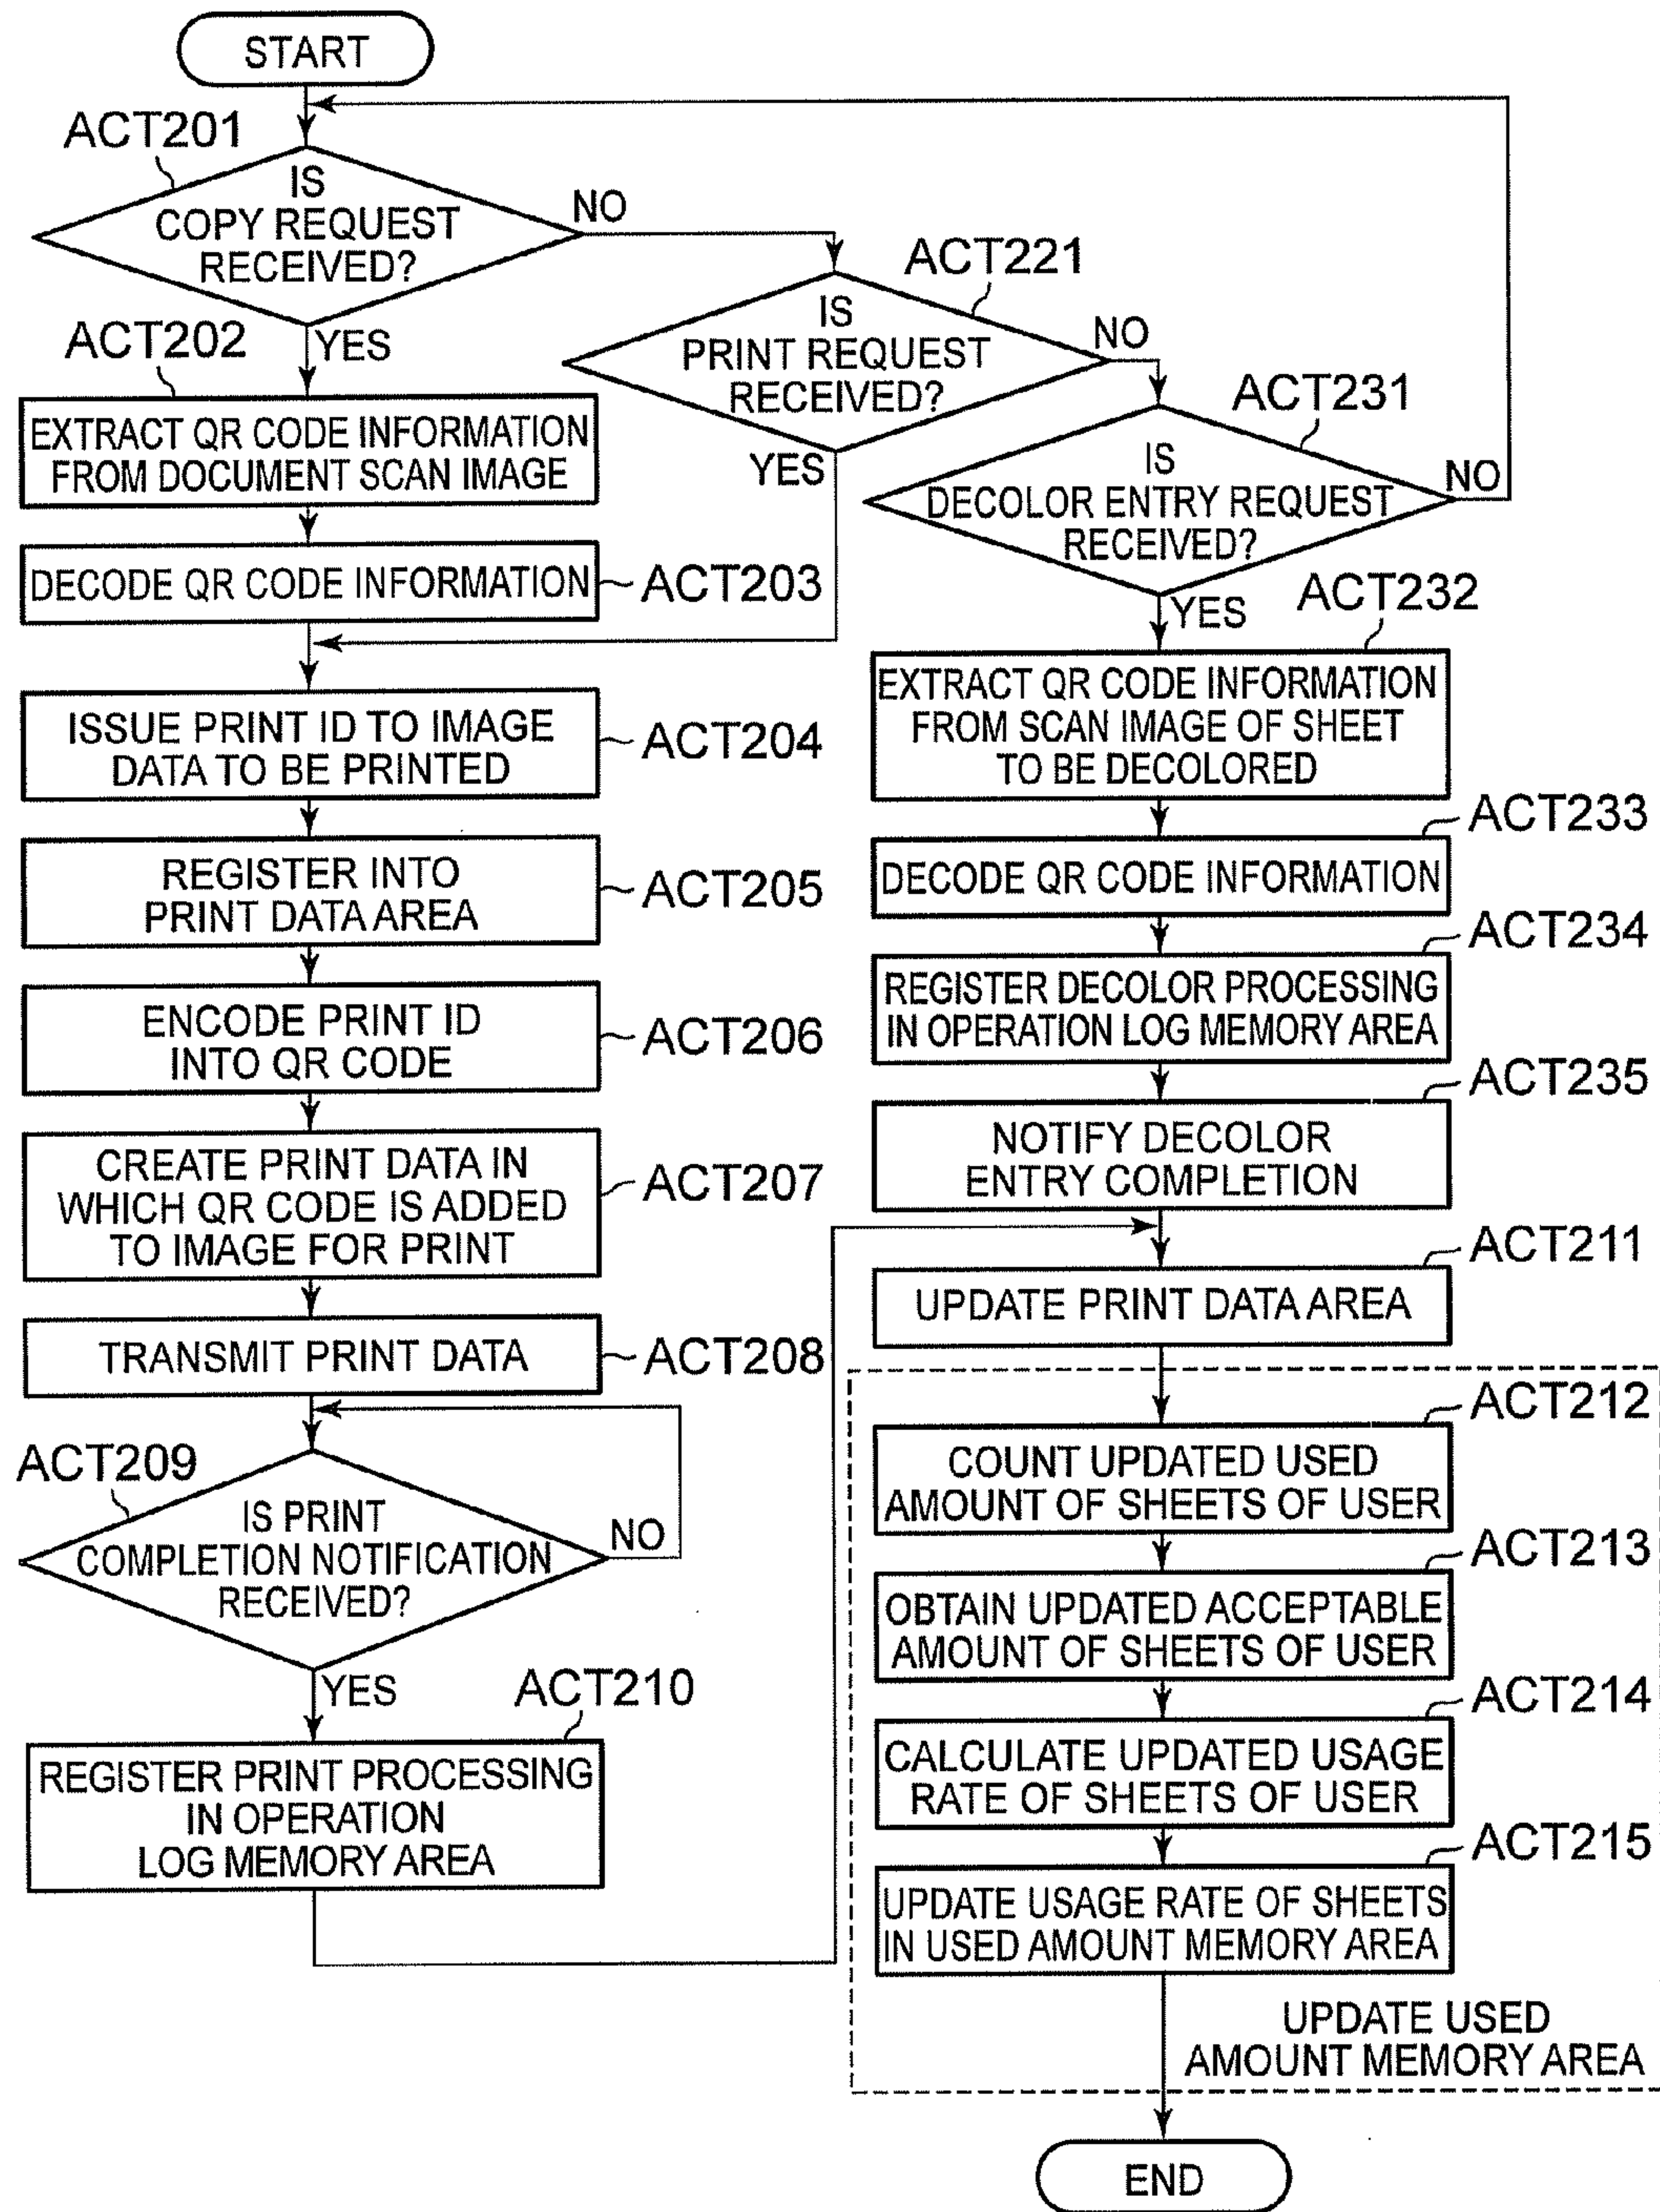 START
ACT201
IS
COPY REQUEST
RECEIVED?
NO
YES
ACT221
IS
PRINT REQUEST
RECEIVED?
NO
YES
ACT231
IS
DECOLOR ENTRY REQUEST
RECEIVED?
NO
YES
ACT202
EXTRACT QR CODE INFORMATION
FROM DOCUMENT SCAN IMAGE
DECODE QR CODE INFORMATION
ACT203
ISSUE PRINT ID TO IMAGE
DATA TO BE PRINTED
ACT204
REGISTER INTO
PRINT DATA AREA
ACT205
ENCODE PRINT ID
INTO QR CODE
ACT206
CREATE PRINT DATA IN
WHICH QR CODE IS ADDED
TO IMAGE FOR PRINT
ACT207
TRANSMIT PRINT DATA
ACT208
ACT209
IS PRINT
COMPLETION NOTIFICATION
RECEIVED?
NO
YES
ACT210
REGISTER PRINT PROCESSING
IN OPERATION
LOG MEMORY AREA
ACT232
EXTRACT QR CODE INFORMATION
FROM SCAN IMAGE OF SHEET
TO BE DECOLORED
ACT233
DECODE QR CODE INFORMATION
ACT234
REGISTER DECOLOR PROCESSING
IN OPERATION LOG MEMORY AREA
ACT235
NOTIFY DECOLOR
ENTRY COMPLETION
ACT211
UPDATE PRINT DATA AREA
ACT212
COUNT UPDATED USED
AMOUNT OF SHEETS OF USER
ACT213
OBTAIN UPDATED ACCEPTABLE
AMOUNT OF SHEETS OF USER
ACT214
CALCULATE UPDATED USAGE
RATE OF SHEETS OF USER
ACT215
UPDATE USAGE RATE OF SHEETS
IN USED AMOUNT MEMORY AREA
UPDATE USED
AMOUNT MEMORY AREA
END